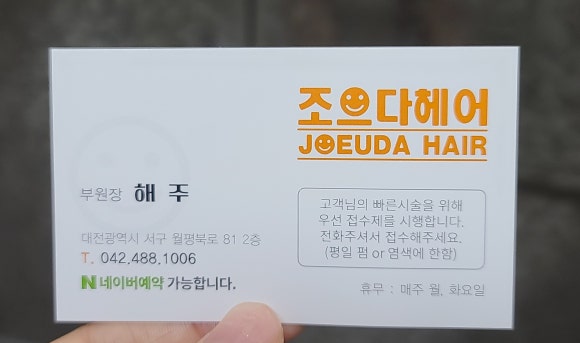 조으다헤어
JOEUDA HAIR
부원장 해 주
대전광역시 서구 월평북로 81 2층
T. 042.488.1006
N 네이버예약 가능합니다.
고객님의 빠른시술을 위해
우선 접수제를 시행합니다.
전화주셔서 접수해주세요.
(평일 펌 or 염색에 한함)
휴무 : 매주 월, 화요일